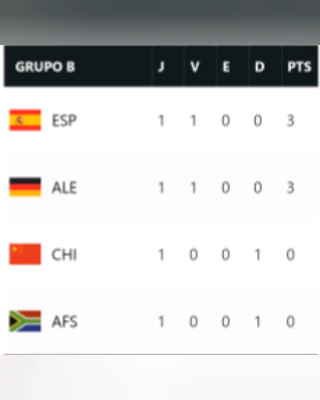 GRUPO B J V E D PTS
ESP 1 1 0 0 3
ALE 1 1 0 0 3
CHI 1 0 0 1 0
AFS 1 0 0 1 0